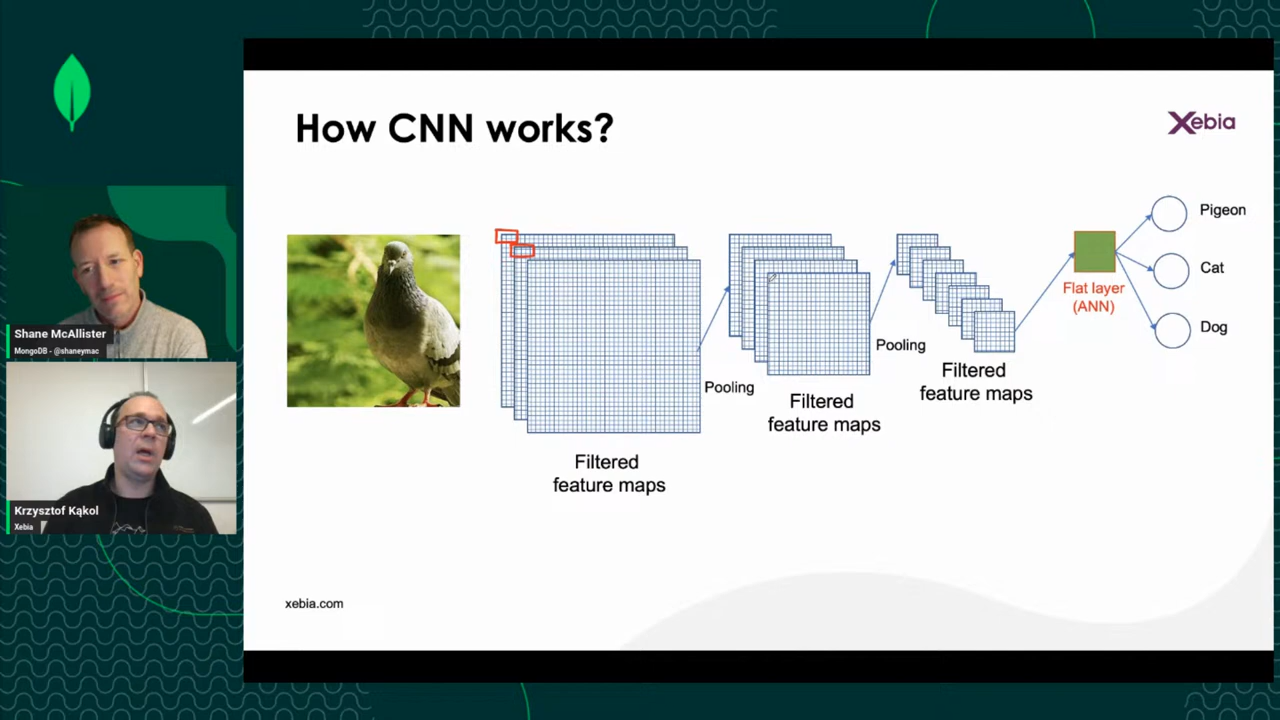 How CNN works?
Xebia
Pigeon
Cat
Dog
Flat layer
(ANN)
Pooling
Pooling
Filtered
feature maps
Filtered
feature maps
Filtered
feature maps
xebia.com
Shane McAllister
MongoDB - @shaneymac
Krzysztof Kąkol
Xebia